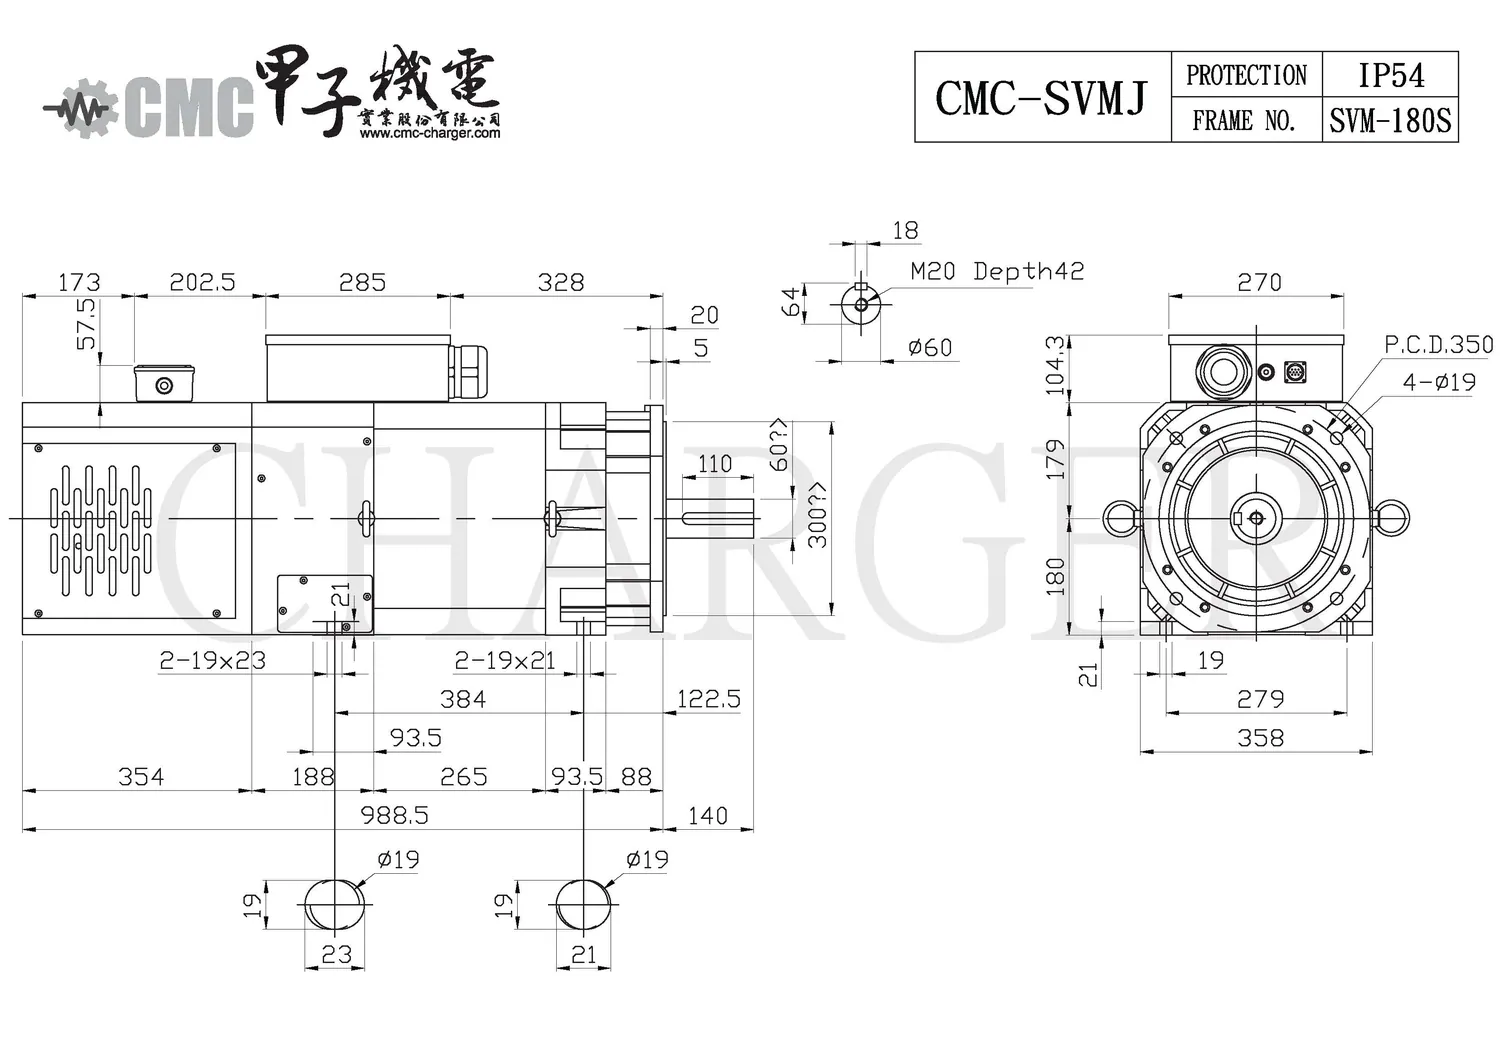 CMC 甲子機電
實業股份有限公司
www.cmc-charger.com
CMC-SVMJ
PROTECTION IP54
FRAME NO. SVM-180S
18
M20 Depth42
64
Ø60
173 202.5 285 328
57.5
20
5
110
60?>
300?>
21
2-19x23 2-19x21
384 122.5
93.5
354 188 265 93.5 88
988.5 140
Ø19 Ø19
19 19
23 21
270
104.3
P.C.D.350
4-Ø19
179
180
21
19
279
358
CHARGER